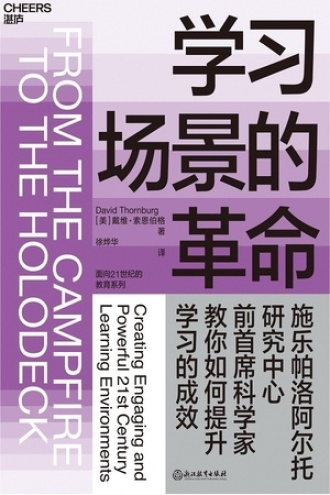 CHEERS
湛庐
FROM THE CAMPFIRE
TO THE HOLODECK
学习
场景的
革命
David Thornburg
[美] 戴维·索恩伯格
著
徐烨华
译
面向21世纪的
教育系列
Creating Engaging and
Powerful 21st Century
Learning Environments
施乐帕洛阿尔托
研究中心
前首席科学家
教你如何提升
学习的成效
浙江教育出版社